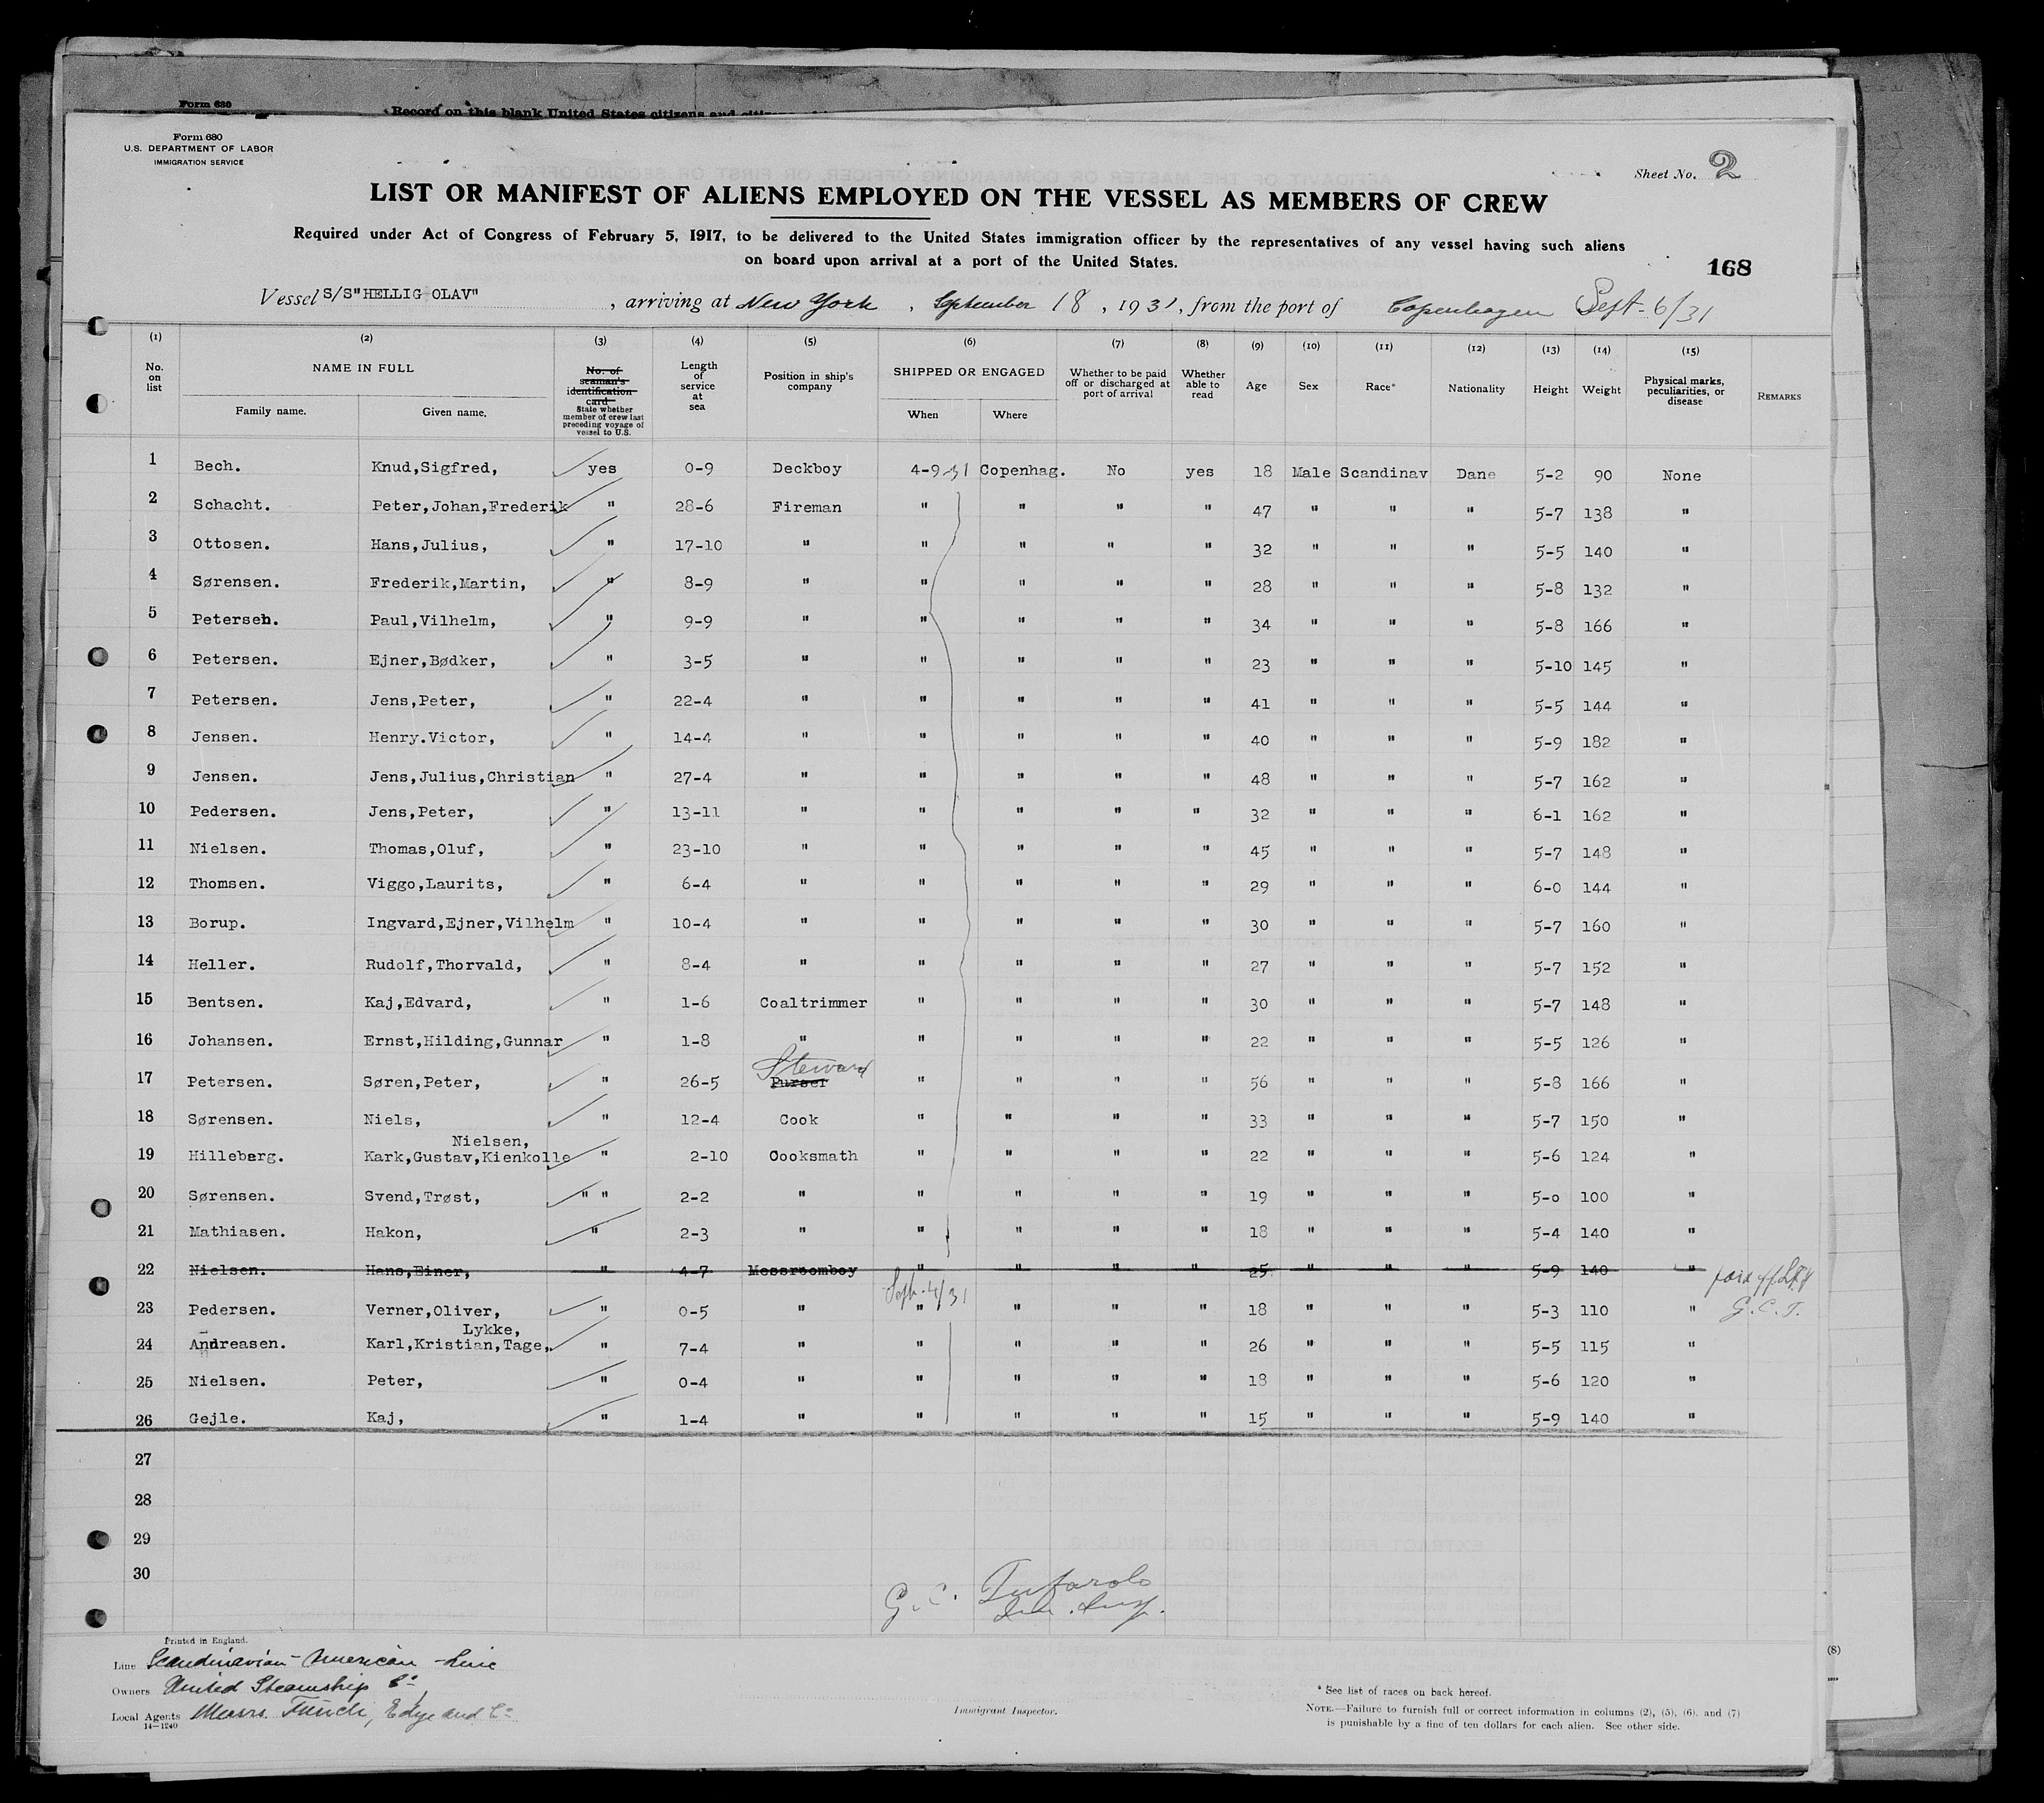 Form 680
Record on this blank United States citizens and
Form 680
U.S. DEPARTMENT OF LABOR
IMMIGRATION SERVICE
Sheet No. 2
LIST OR MANIFEST OF ALIENS EMPLOYED ON THE VESSEL AS MEMBERS OF CREW
Required under Act of Congress of February 5, 1917, to be delivered to the United States immigration officer by the representatives of any vessel having such aliens
on board upon arrival at a port of the United States.
168
Vessel S/S"HELLIG OLAV" , arriving at New York , September 18 , 1931, from the port of Copenhagen Sept. 6/31
(1) (2) (3) (4) (5) (6) (7) (8) (9) (10) (11) (12) (13) (14) (15)
No. on list
NAME IN FULL
Family name. Given name.
No. of seaman's identification card
State whether member of crew last preceding voyage of vessel to U.S.
Length of service at sea
Position in ship's company
SHIPPED OR ENGAGED
When Where
Whether to be paid off or discharged at port of arrival
Whether able to read
Age Sex Race* Nationality Height Weight
Physical marks, peculiarities, or disease
REMARKS
1 Bech. Knud,Sigfred, yes 0-9 Deckboy 4-9-31 Copenhag. No yes 18 Male Scandinav Dane 5-2 90 None
2 Schacht. Peter,Johan,Frederik " 28-6 Fireman " " " " 47 " " " 5-7 138 "
3 Ottosen. Hans,Julius, " 17-10 " " " " " 32 " " " 5-5 140 "
4 Sørensen. Frederik,Martin, " 8-9 " " " " " 28 " " " 5-8 132 "
5 Petersen. Paul,Vilhelm, " 9-9 " " " " " 34 " " " 5-8 166 "
6 Petersen. Ejner,Bødker, " 3-5 " " " " " 23 " " " 5-10 145 "
7 Petersen. Jens,Peter, " 22-4 " " " " " 41 " " " 5-5 144 "
8 Jensen. Henry.Victor, " 14-4 " " " " " 40 " " " 5-9 182 "
9 Jensen. Jens,Julius,Christian " 27-4 " " " " " 48 " " " 5-7 162 "
10 Pedersen. Jens,Peter, " 13-11 " " " " " 32 " " " 6-1 162 "
11 Nielsen. Thomas,Oluf, " 23-10 " " " " " 45 " " " 5-7 148 "
12 Thomsen. Viggo,Laurits, " 6-4 " " " " " 29 " " " 6-0 144 "
13 Borup. Ingvard,Ejner,Vilhelm " 10-4 " " " " " 30 " " " 5-7 160 "
14 Heller. Rudolf,Thorvald, " 8-4 " " " " " 27 " " " 5-7 152 "
15 Bentsen. Kaj,Edvard, " 1-6 Coaltrimmer " " " " 30 " " " 5-7 148 "
16 Johansen. Ernst,Hilding,Gunnar " 1-8 " " " " " 22 " " " 5-5 126 "
Steward
17 Petersen. Søren,Peter, " 26-5 Purser " " " " 56 " " " 5-8 166 "
18 Sørensen. Niels, " 12-4 Cook " " " " 33 " " " 5-7 150 "
Nielsen,
19 Hilleberg. Kark,Gustav,Kienkolle " 2-10 Cooksmath " " " " 22 " " " 5-6 124 "
20 Sørensen. Svend,Trøst, " " 2-2 " " " " " 19 " " " 5-0 100 "
21 Mathiasen. Hakon, " 2-3 " " " " " 18 " " " 5-4 140 "
22 Nielsen. Hans,Einer, " 4-7 Messroomboy " " " " 25 " " " 5-9 140 " paid off
Sept. 4/31
23 Pedersen. Verner,Oliver, " 0-5 " " " " " 18 " " " 5-3 110 " G.C.T.
Lykke,
24 Andreasen. Karl,Kristian,Tage, " 7-4 " " " " " 26 " " " 5-5 115 "
25 Nielsen. Peter, " 0-4 " " " " " 18 " " " 5-6 120 "
26 Gejle. Kaj, " 1-4 " " " " " 15 " " " 5-9 140 "
27
28
29
30
G. C. Tufarolo
Printed in England.
Line Scandinavian-American-Line
Owners United Steamship Co
Local Agents Messrs. Funch, Edye and Co
14-1240
Immigrant Inspector.
* See list of races on back hereof.
NOTE.—Failure to furnish full or correct information in columns (2), (5), (6), and (7)
is punishable by a fine of ten dollars for each alien. See other side.
(8)